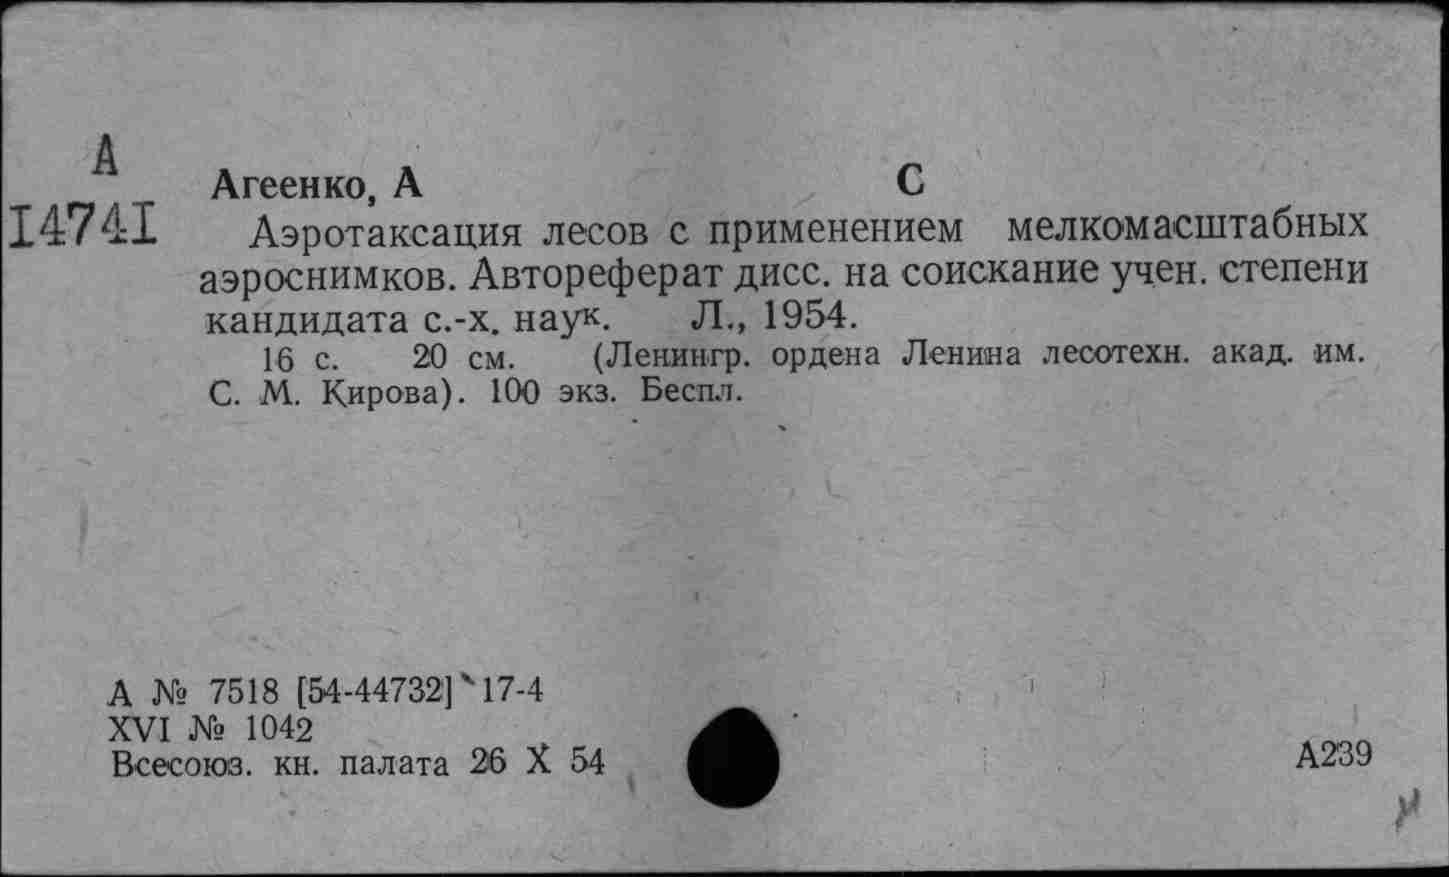 А
I474I
Агеенко, А С
Аэротаксация лесов с применением мелкомасштабных
аэроснимков. Автореферат дисс. на соискание учен. степени
кандидата с.-х. наук. Л., 1954.
16 с. 20 см. (Ленингр. ордена Ленина лесотехн. акад. им.
С. М. Кирова). 100 экз. Беспл.
А № 7518 [54-44732] 17-4
XVI № 1042
Всесоюз. кн. палата 26 X 54
А239